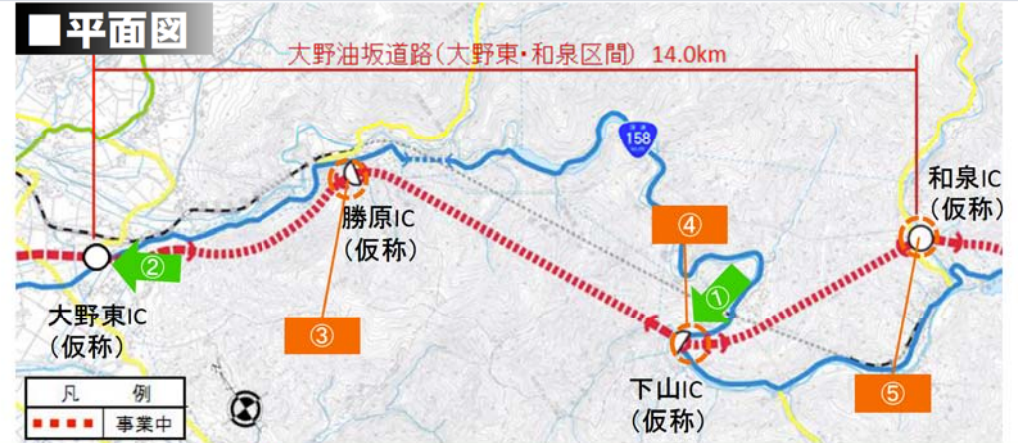 ■平面図
大野油坂道路(大野東・和泉区間) 14.0km
158
和泉IC
(仮称)
勝原IC
(仮称)
④
②
①
大野東IC
(仮称)
③
下山IC
(仮称)
⑤
凡 例
事業中